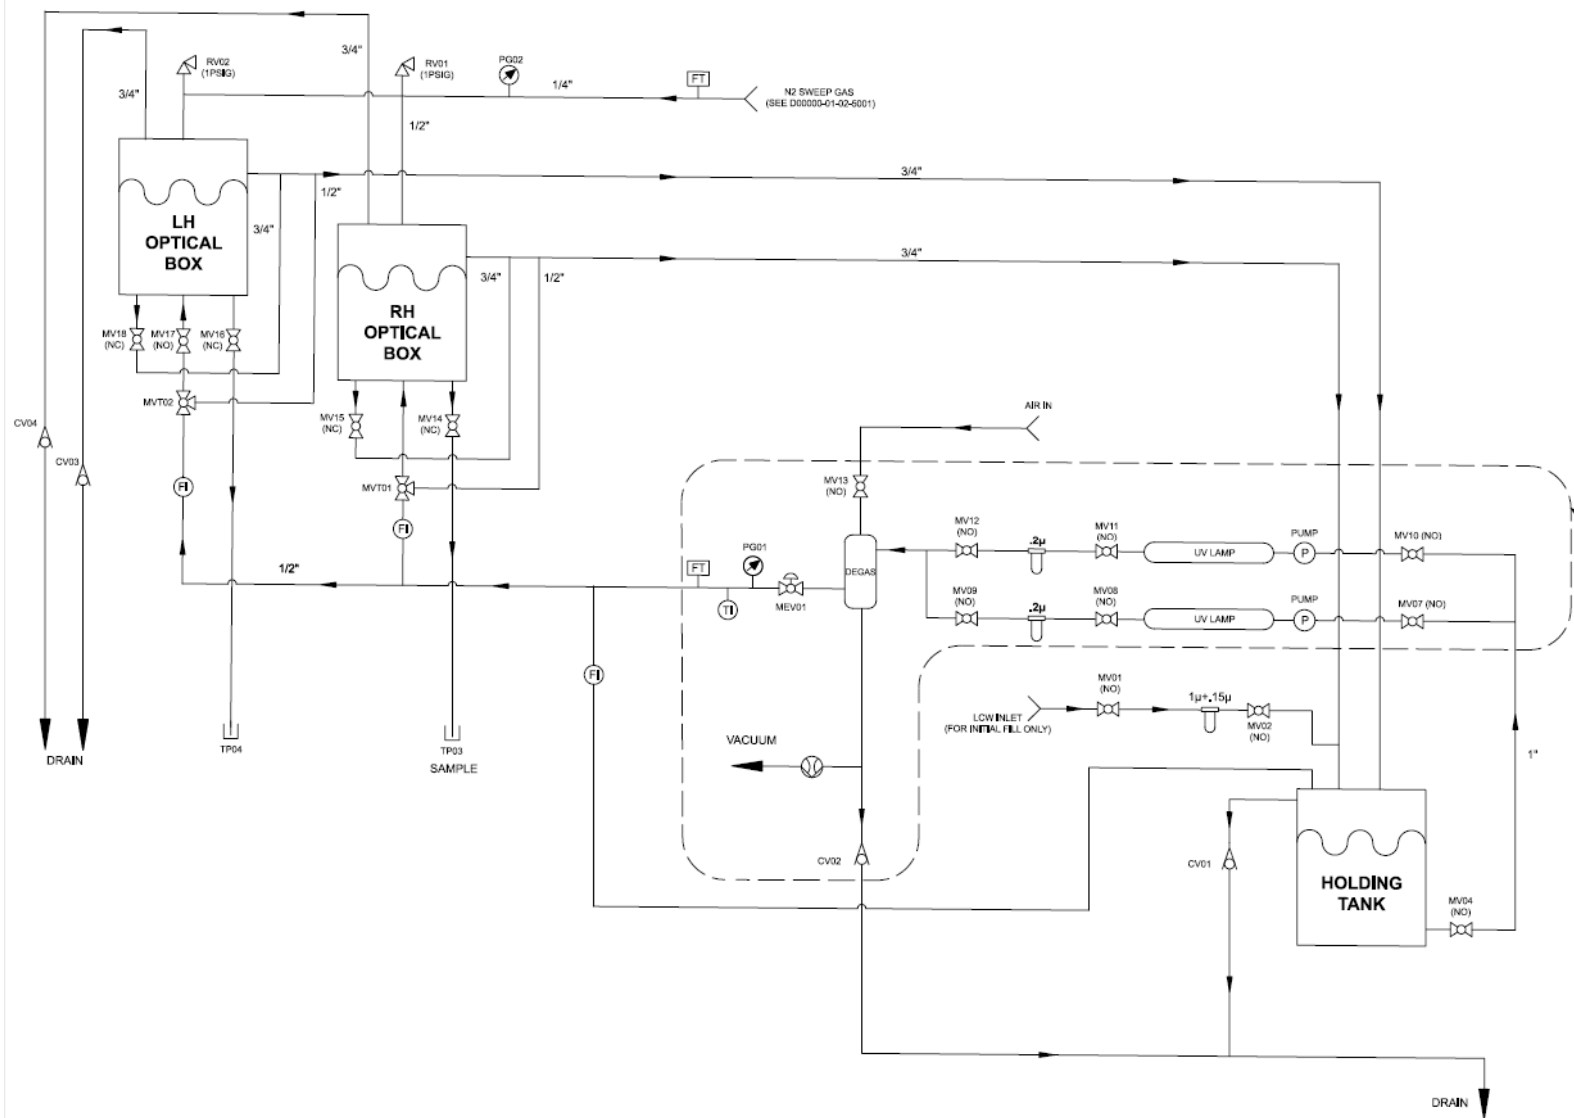 3/4"
RV02
(1PSIG)
RV01
(1PSIG)
PG02
FT
1/4"
N2 SWEEP GAS
(SEE D00000-01-02-5001)
3/4"
1/2"
3/4"
1/2"
LH
OPTICAL
BOX
3/4"
3/4"
3/4"
1/2"
RH
OPTICAL
BOX
MV18
(NC)
MV17
(NO)
MV16
(NC)
MVT02
MV15
(NC)
MV14
(NC)
CV04
CV03
AIR IN
FI
MVT01
MV13
(NO)
FI
MV12
(NO)
.2µ
MV11
(NO)
UV LAMP
PUMP
P
MV10 (NO)
1/2"
FT
PG01
TI
MEV01
DEGAS
MV09
(NO)
.2µ
MV08
(NO)
UV LAMP
PUMP
P
MV07 (NO)
FI
LCW INLET
(FOR INITIAL FILL ONLY)
MV01
(NO)
1µ+.15µ
MV02
(NO)
1"
DRAIN
TP04
TP03
SAMPLE
VACUUM
CV02
CV01
HOLDING
TANK
MV04
(NO)
DRAIN